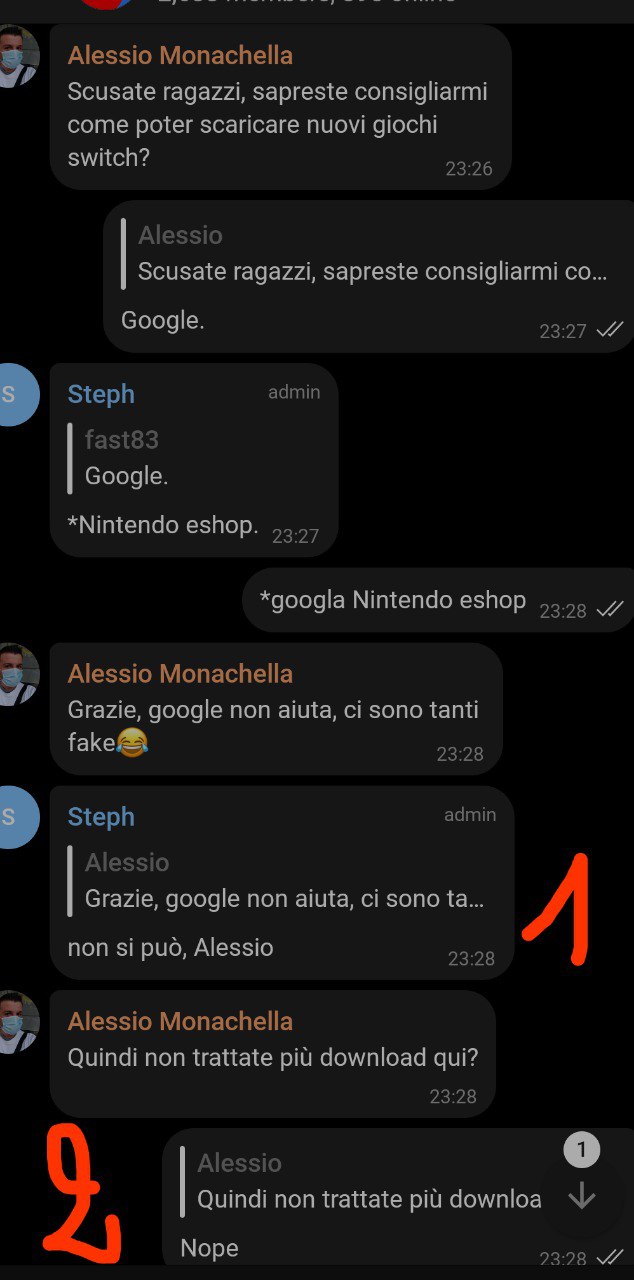 Alessio Monachella
Scusate ragazzi, sapreste consigliarmi
come poter scaricare nuovi giochi
switch?
23:26
Alessio
Scusate ragazzi, sapreste consigliarmi co...
Google.
23:27
S
Steph
admin
fast83
Google.
*Nintendo eshop.
23:27
*googla Nintendo eshop
23:28
Alessio Monachella
Grazie, google non aiuta, ci sono tanti
fake😂
23:28
S
Steph
admin
Alessio
Grazie, google non aiuta, ci sono ta...
non si può, Alessio
23:28
1
Alessio Monachella
Quindi non trattate più download qui?
23:28
2
Alessio
Quindi non trattate più downloa
1
Nope
23:28